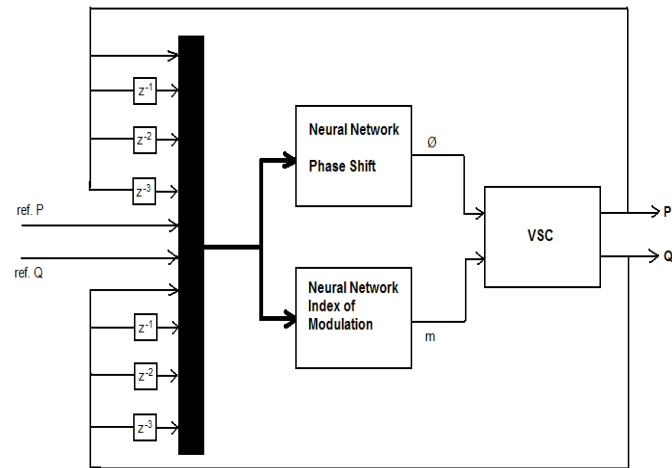 z-1
z-2
z-3
ref. P
ref. Q
z-1
z-2
z-3
Neural Network
Phase Shift
Ø
Neural Network
Index of
Modulation
m
VSC
P
Q